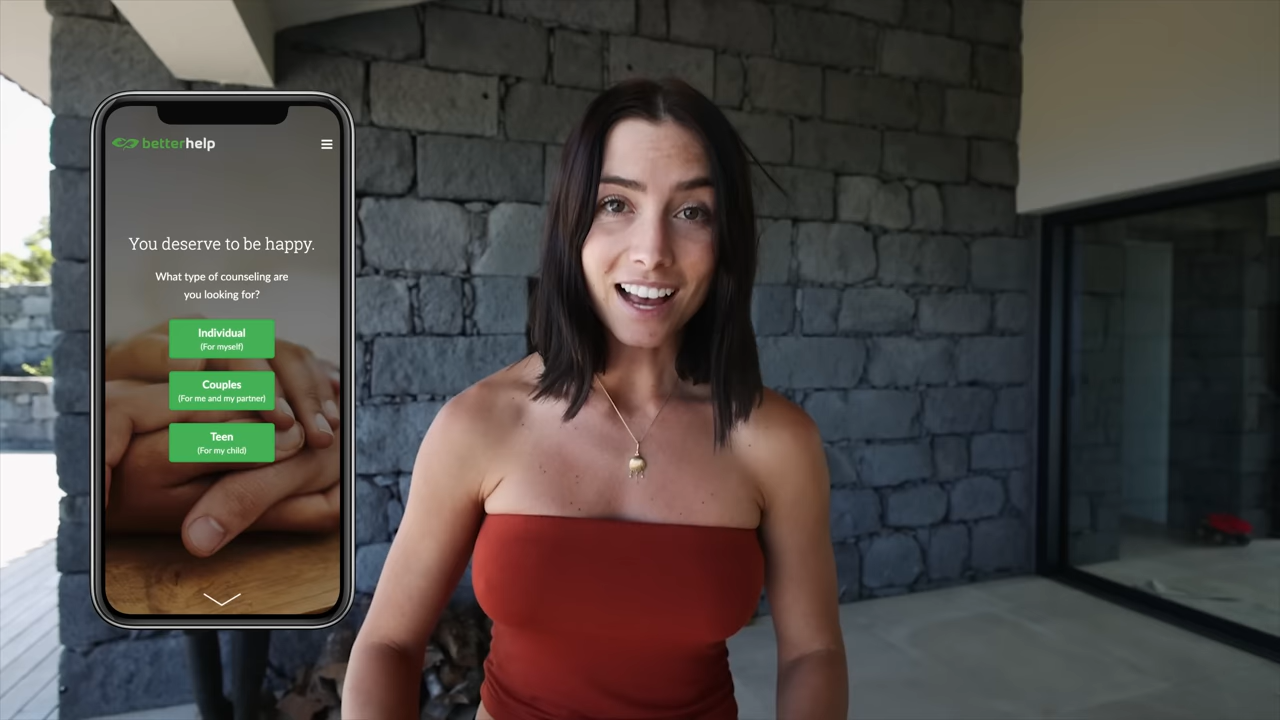 betterhelp
You deserve to be happy.
What type of counseling are
you looking for?
Individual
(For myself)
Couples
(For me and my partner)
Teen
(For my child)